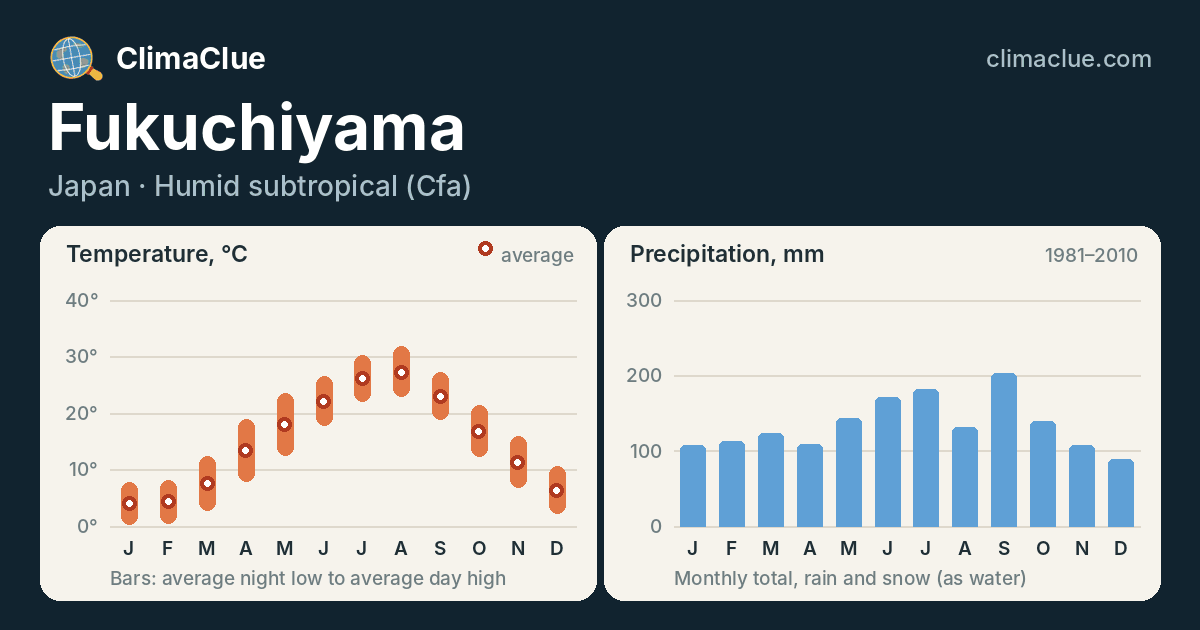 ClimaClue
climaclue.com
Fukuchiyama
Japan · Humid subtropical (Cfa)
Temperature, °C
average
40°
30°
20°
10°
0°
J F M A M J J A S O N D
Bars: average night low to average day high
Precipitation, mm
1981–2010
300
200
100
0
J F M A M J J A S O N D
Monthly total, rain and snow (as water)